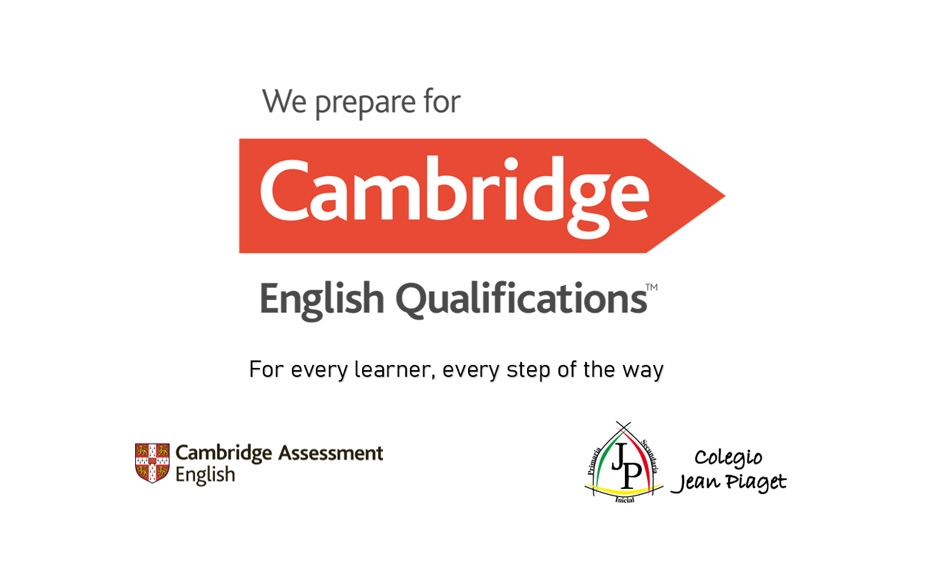 We prepare for
Cambridge
English Qualifications™
For every learner, every step of the way
Cambridge Assessment
English
Primaria
Secundaria
JP
Inicial
Colegio
Jean Piaget